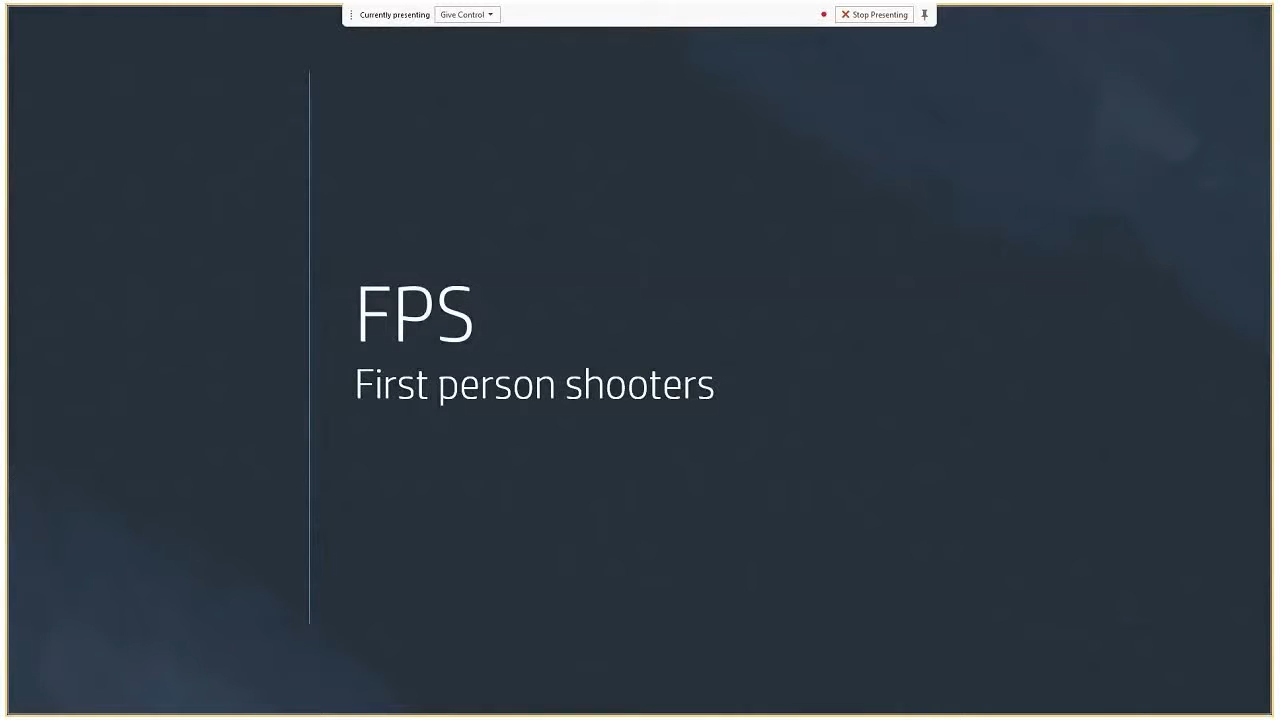 Currently presenting
Give Control
Stop Presenting
FPS
First person shooters